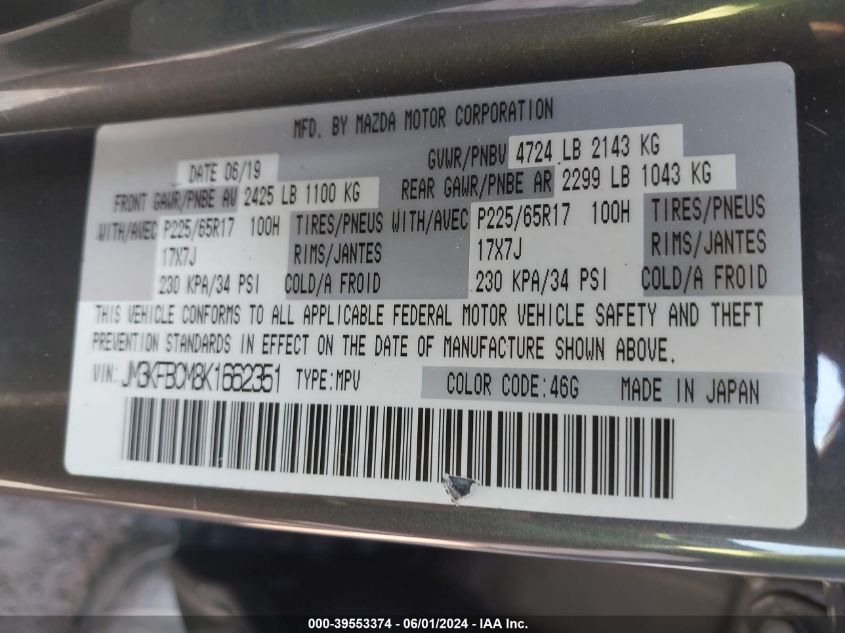 MFD. BY MAZDA MOTOR CORPORATION
DATE 06/19 GVWR/PNBV 4724 LB 2143 KG
FRONT GAWR/PNBE AV 2425 LB 1100 KG REAR GAWR/PNBE AR 2299 LB 1043 KG
WITH/AVEC P225/65R17 100H TIRES/PNEUS WITH/AVEC P225/65R17 100H TIRES/PNEUS
17X7J RIMS/JANTES 17X7J RIMS/JANTES
230 KPA/34 PSI COLD/A FROID 230 KPA/34 PSI COLD/A FROID
THIS VEHICLE CONFORMS TO ALL APPLICABLE FEDERAL MOTOR VEHICLE SAFETY AND THEFT
PREVENTION STANDARDS IN EFFECT ON THE DATE OF MANUFACTURE SHOWN ABOVE.
VIN: JM3KFBCM8K1662351 TYPE:MPV COLOR CODE:46G MADE IN JAPAN
000-39553374 - 06/01/2024 - IAA Inc.